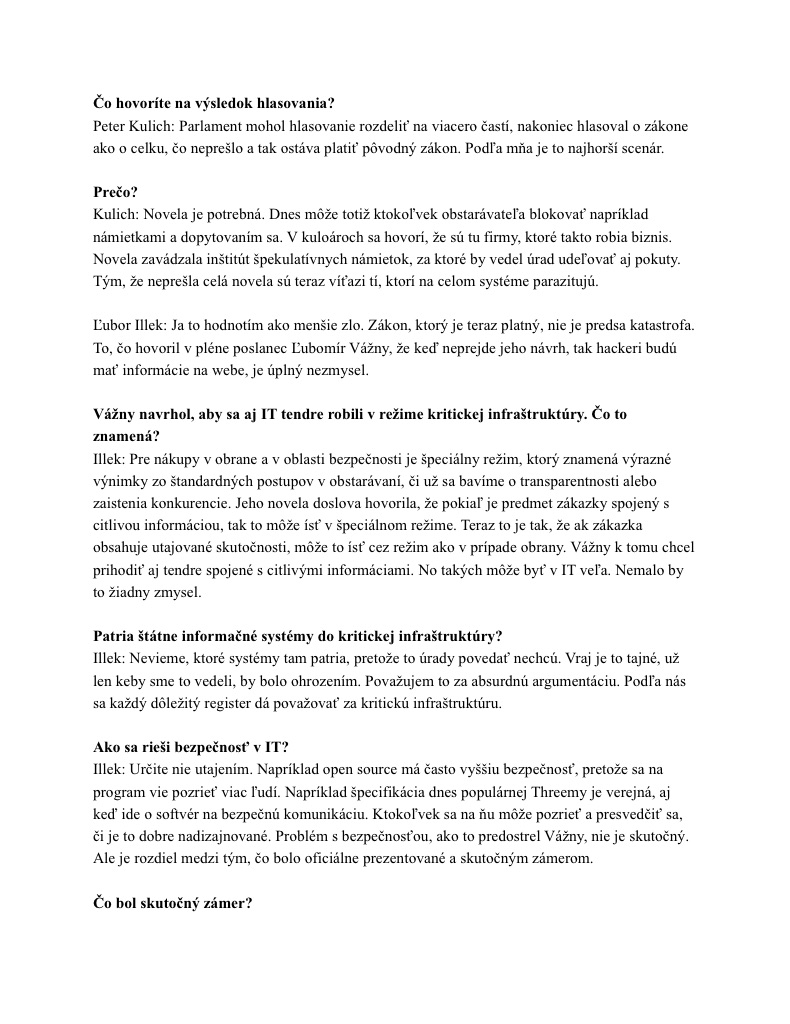 Čo hovoríte na výsledok hlasovania?
Peter Kulich: Parlament mohol hlasovanie rozdeliť na viacero častí, nakoniec hlasoval o zákone
ako o celku, čo neprešlo a tak ostáva platiť pôvodný zákon. Podľa mňa je to najhorší scenár.
Prečo?
Kulich: Novela je potrebná. Dnes môže totiž ktokoľvek obstarávateľa blokovať napríklad
námietkami a dopytovaním sa. V kuloároch sa hovorí, že sú tu firmy, ktoré takto robia biznis.
Novela zavádzala inštitút špekulatívnych námietok, za ktoré by vedel úrad udeľovať aj pokuty.
Tým, že neprešla celá novela sú teraz víťazi tí, ktorí na celom systéme parazitujú.
Ľubor Illek: Ja to hodnotím ako menšie zlo. Zákon, ktorý je teraz platný, nie je predsa katastrofa.
To, čo hovoril v pléne poslanec Ľubomír Vážny, že keď neprejde jeho návrh, tak hackeri budú
mať informácie na webe, je úplný nezmysel.
Vážny navrhol, aby sa aj IT tendre robili v režime kritickej infraštruktúry. Čo to
znamená?
Illek: Pre nákupy v obrane a v oblasti bezpečnosti je špeciálny režim, ktorý znamená výrazné
výnimky zo štandardných postupov v obstarávaní, či už sa bavíme o transparentnosti alebo
zaistenia konkurencie. Jeho novela doslova hovorila, že pokiaľ je predmet zákazky spojený s
citlivou informáciou, tak to môže ísť v špeciálnom režime. Teraz to je tak, že ak zákazka
obsahuje utajované skutočnosti, môže to ísť cez režim ako v prípade obrany. Vážny k tomu chcel
prihodiť aj tendre spojené s citlivými informáciami. No takých môže byť v IT veľa. Nemalo by
to žiadny zmysel.
Patria štátne informačné systémy do kritickej infraštruktúry?
Illek: Nevieme, ktoré systémy tam patria, pretože to úrady povedať nechcú. Vraj je to tajné, už
len keby sme to vedeli, by bolo ohrozením. Považujem to za absurdnú argumentáciu. Podľa nás
sa každý dôležitý register dá považovať za kritickú infraštruktúru.
Ako sa rieši bezpečnosť v IT?
Illek: Určite nie utajením. Napríklad open source má často vyššiu bezpečnosť, pretože sa na
program vie pozrieť viac ľudí. Napríklad špecifikácia dnes populárnej Threemy je verejná, aj
keď ide o softvér na bezpečnú komunikáciu. Ktokoľvek sa na ňu môže pozrieť a presvedčiť sa,
či je to dobre nadizajnované. Problém s bezpečnosťou, ako to predostrel Vážny, nie je skutočný.
Ale je rozdiel medzi tým, čo bolo oficiálne prezentované a skutočným zámerom.
Čo bol skutočný zámer?